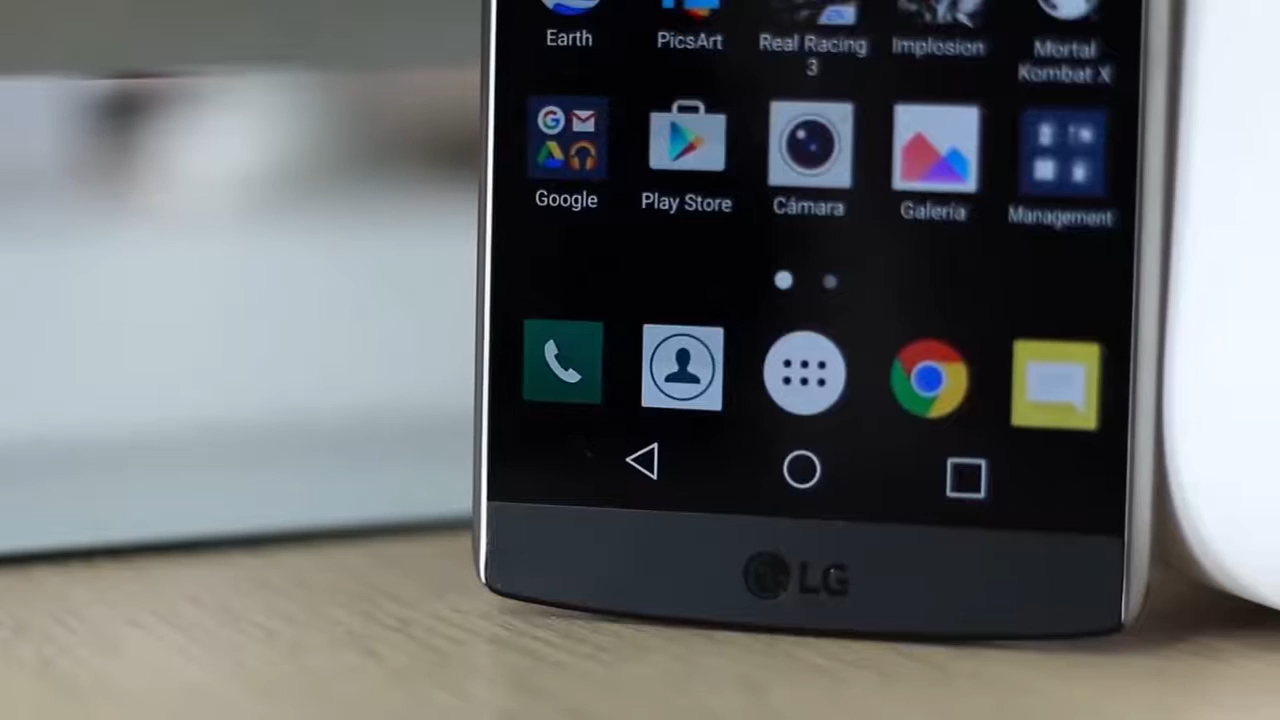 Earth
PicsArt
Real Racing
3
Implosion
Mortal
Kombat X
Google
Play Store
Cámara
Galería
Management
LG